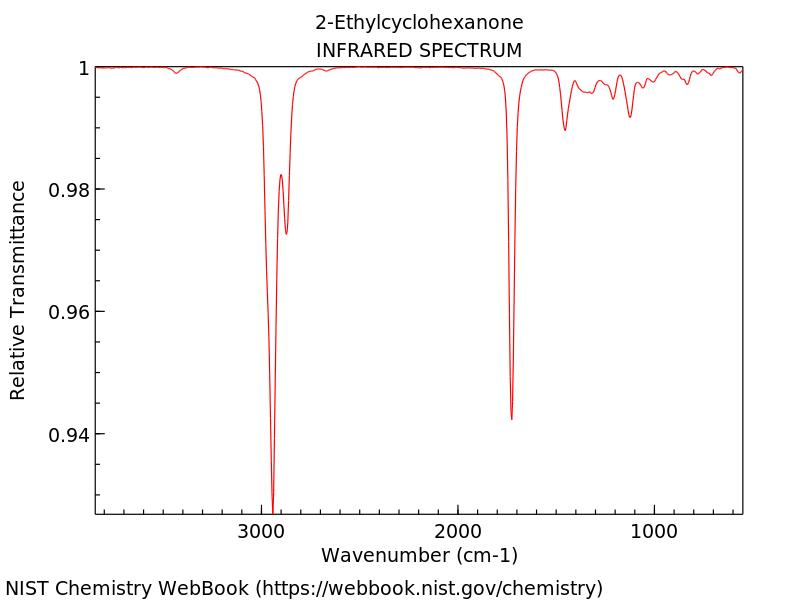 2-Ethylcyclohexanone
INFRARED SPECTRUM
1
0.98
0.96
0.94
Relative Transmittance
3000 2000 1000
Wavenumber (cm-1)
NIST Chemistry WebBook (https://webbook.nist.gov/chemistry)